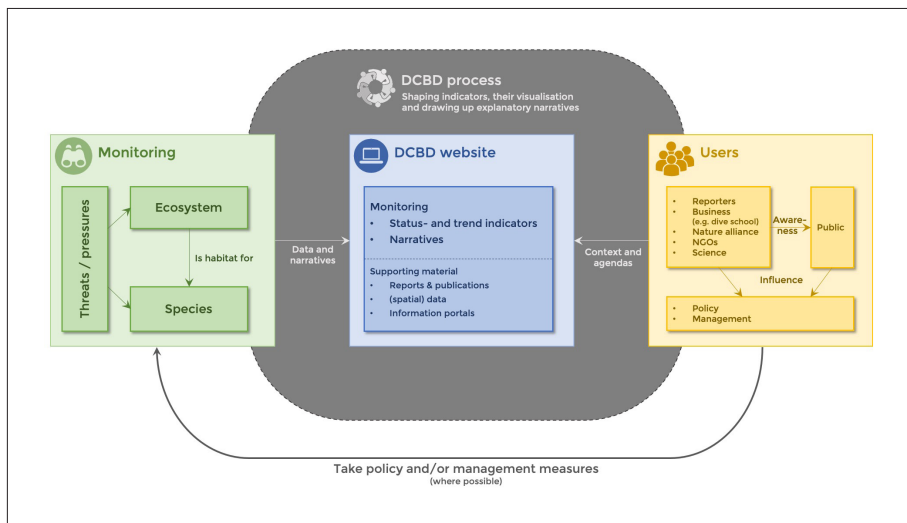 DCBD process
Shaping indicators, their visualisation
and drawing up explanatory narratives
Monitoring
Threats / pressures
Ecosystem
Is habitat for
Species
Data and
narratives
DCBD website
Monitoring
• Status- and trend indicators
• Narratives
Supporting material
• Reports & publications
• (spatial) data
• Information portals
Context and
agendas
Users
• Reporters
• Business
(e.g. dive school)
• Nature alliance
• NGOs
• Science
Aware-
ness
Public
Influence
• Policy
• Management
Take policy and/or management measures
(where possible)